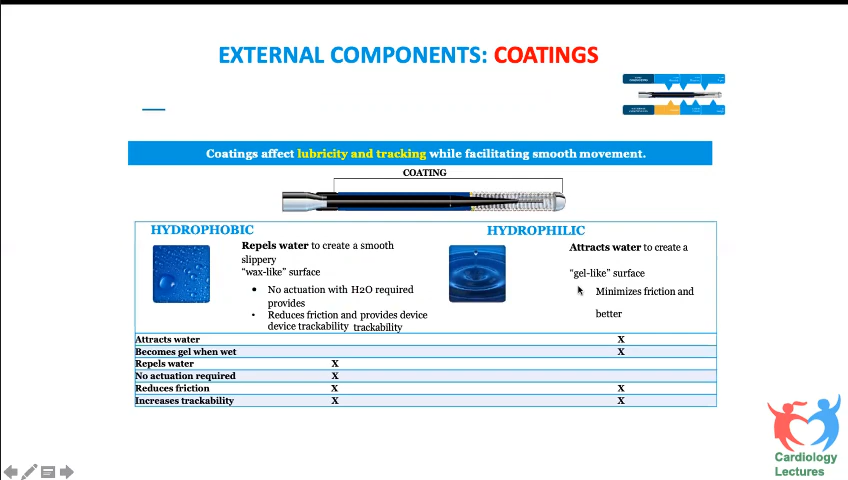 EXTERNAL COMPONENTS: COATINGS
Coatings affect lubricity and tracking while facilitating smooth movement.
COATING
HYDROPHOBIC
Repels water to create a smooth
slippery
“wax-like” surface
• No actuation with H2O required
provides
• Reduces friction and provides device
device trackability trackability
HYDROPHILIC
Attracts water to create a
“gel-like” surface
Minimizes friction and
better
Attracts water X
Becomes gel when wet X
Repels water X
No actuation required X
Reduces friction X X
Increases trackability X X
Cardiology
Lectures